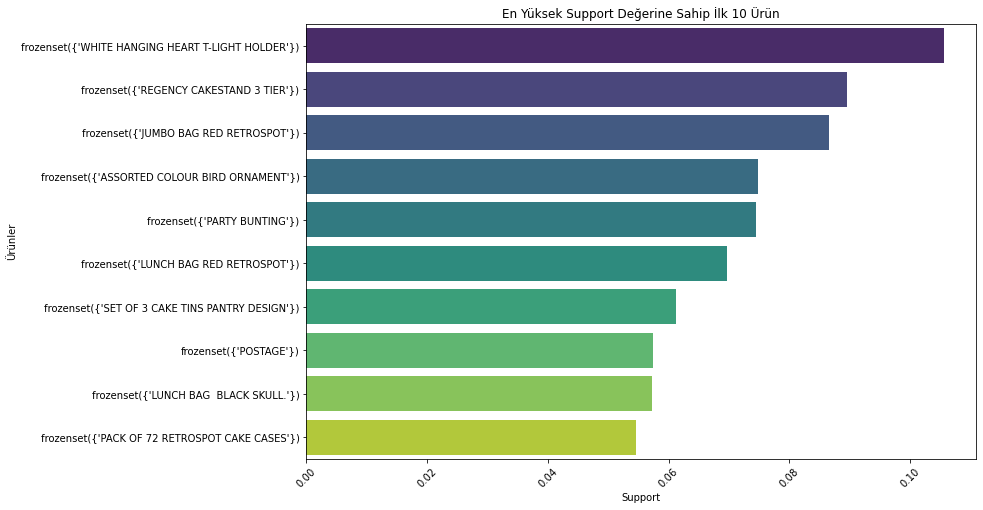 En Yüksek Support Değerine Sahip İlk 10 Ürün
Ürünler
frozenset({'WHITE HANGING HEART T-LIGHT HOLDER'})
frozenset({'REGENCY CAKESTAND 3 TIER'})
frozenset({'JUMBO BAG RED RETROSPOT'})
frozenset({'ASSORTED COLOUR BIRD ORNAMENT'})
frozenset({'PARTY BUNTING'})
frozenset({'LUNCH BAG RED RETROSPOT'})
frozenset({'SET OF 3 CAKE TINS PANTRY DESIGN'})
frozenset({'POSTAGE'})
frozenset({'LUNCH BAG  BLACK SKULL.'})
frozenset({'PACK OF 72 RETROSPOT CAKE CASES'})
0.00 0.02 0.04 0.06 0.08 0.10
Support